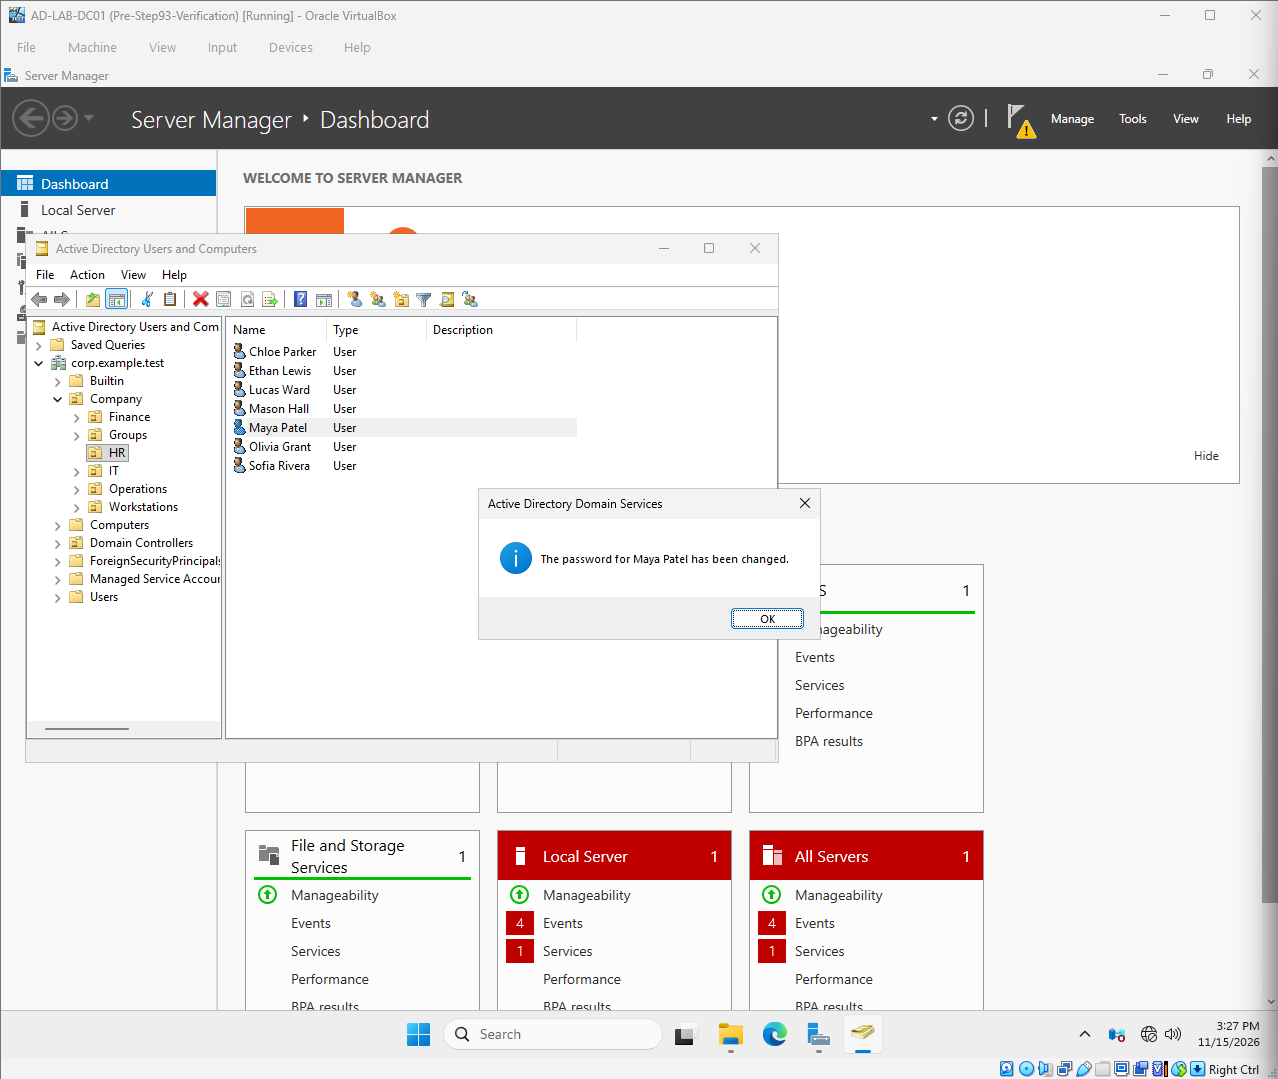 AD-LAB-DC01 (Pre-Step93-Verification) [Running] - Oracle VirtualBox
File Machine View Input Devices Help
Server Manager
Server Manager • Dashboard
Manage Tools View Help
Dashboard
Local Server
WELCOME TO SERVER MANAGER
Hide
Active Directory Users and Computers
File Action View Help
Active Directory Users and Com
Saved Queries
corp.example.test
Builtin
Company
Finance
Groups
HR
IT
Operations
Workstations
Computers
Domain Controllers
ForeignSecurityPrincipals
Managed Service Accour
Users
Name Type Description
Chloe Parker User
Ethan Lewis User
Lucas Ward User
Mason Hall User
Maya Patel User
Olivia Grant User
Sofia Rivera User
Active Directory Domain Services
The password for Maya Patel has been changed.
OK
S 1
nageability
Events
Services
Performance
BPA results
File and Storage Services 1
Manageability
Events
Services
Performance
BPA results
Local Server 1
Manageability
4 Events
1 Services
Performance
BPA results
All Servers 1
Manageability
4 Events
1 Services
Performance
BPA results
Search
3:27 PM
11/15/2026
Right Ctrl